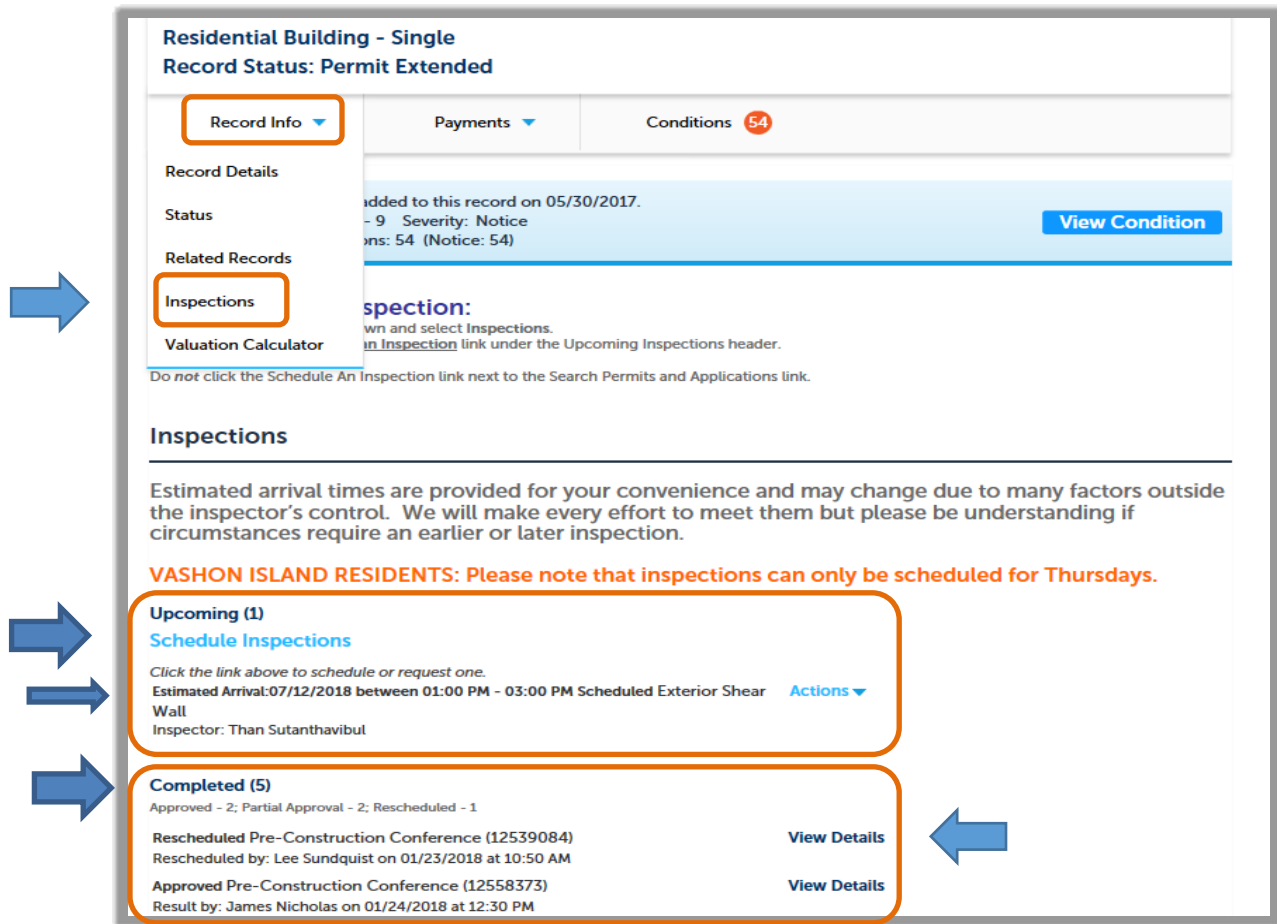 Residential Building - Single
Record Status: Permit Extended
Record Info Payments Conditions 54
Record Details
Status
Related Records
Inspections
Valuation Calculator
added to this record on 05/30/2017.
- 9 Severity: Notice
ons: 54 (Notice: 54)
View Condition
spection:
wn and select Inspections.
an Inspection link under the Upcoming Inspections header.
Do not click the Schedule An Inspection link next to the Search Permits and Applications link.
Inspections
Estimated arrival times are provided for your convenience and may change due to many factors outside
the inspector's control. We will make every effort to meet them but please be understanding if
circumstances require an earlier or later inspection.
VASHON ISLAND RESIDENTS: Please note that inspections can only be scheduled for Thursdays.
Upcoming (1)
Schedule Inspections
Click the link above to schedule or request one.
Estimated Arrival:07/12/2018 between 01:00 PM - 03:00 PM Scheduled Exterior Shear Actions
Wall
Inspector: Than Sutanthavibul
Completed (5)
Approved - 2; Partial Approval - 2; Rescheduled - 1
Rescheduled Pre-Construction Conference (12539084) View Details
Rescheduled by: Lee Sundquist on 01/23/2018 at 10:50 AM
Approved Pre-Construction Conference (12558373) View Details
Result by: James Nicholas on 01/24/2018 at 12:30 PM